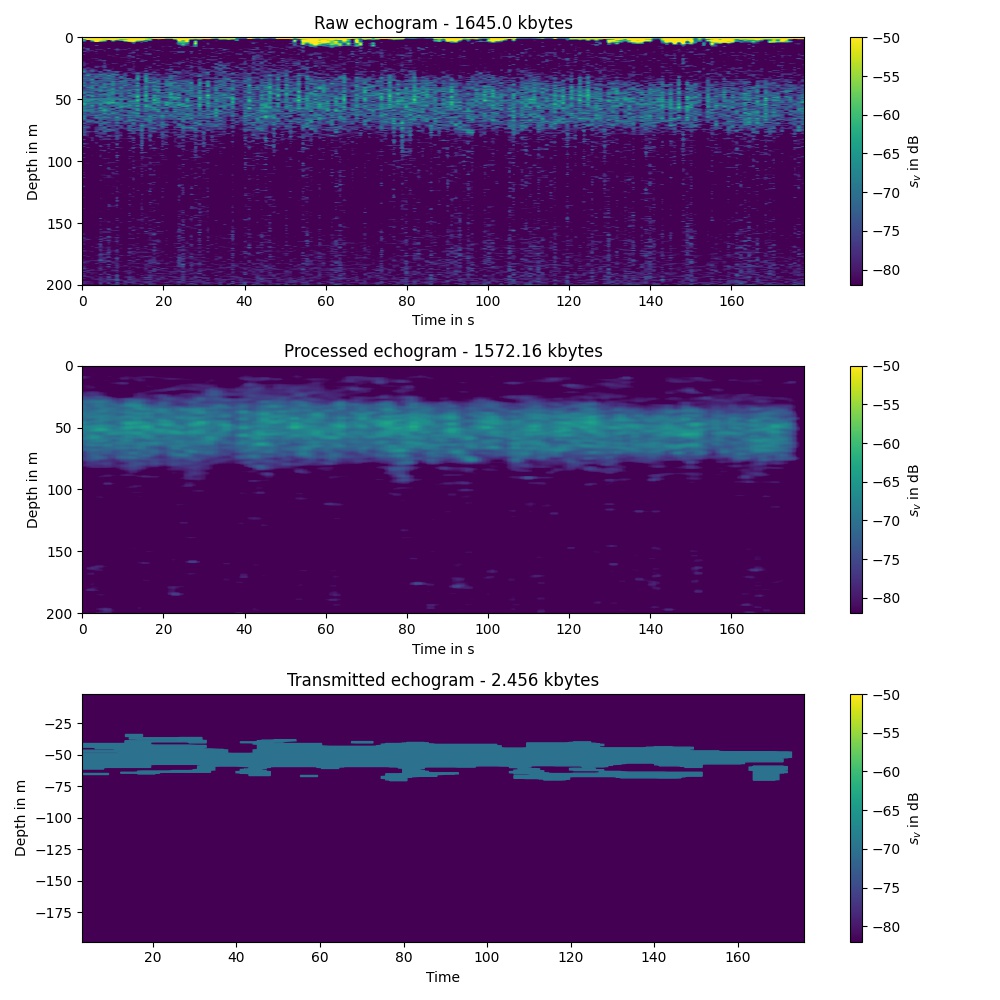 Raw echogram - 1645.0 kbytes
0
50
100
150
200
Depth in m
0 20 40 60 80 100 120 140 160
Time in s
−50
−55
−60
−65
−70
−75
−80
sv in dB
Processed echogram - 1572.16 kbytes
0
50
100
150
200
Depth in m
0 20 40 60 80 100 120 140 160
Time in s
−50
−55
−60
−65
−70
−75
−80
sv in dB
Transmitted echogram - 2.456 kbytes
−25
−50
−75
−100
−125
−150
−175
Depth in m
20 40 60 80 100 120 140 160
Time
−50
−55
−60
−65
−70
−75
−80
sv in dB